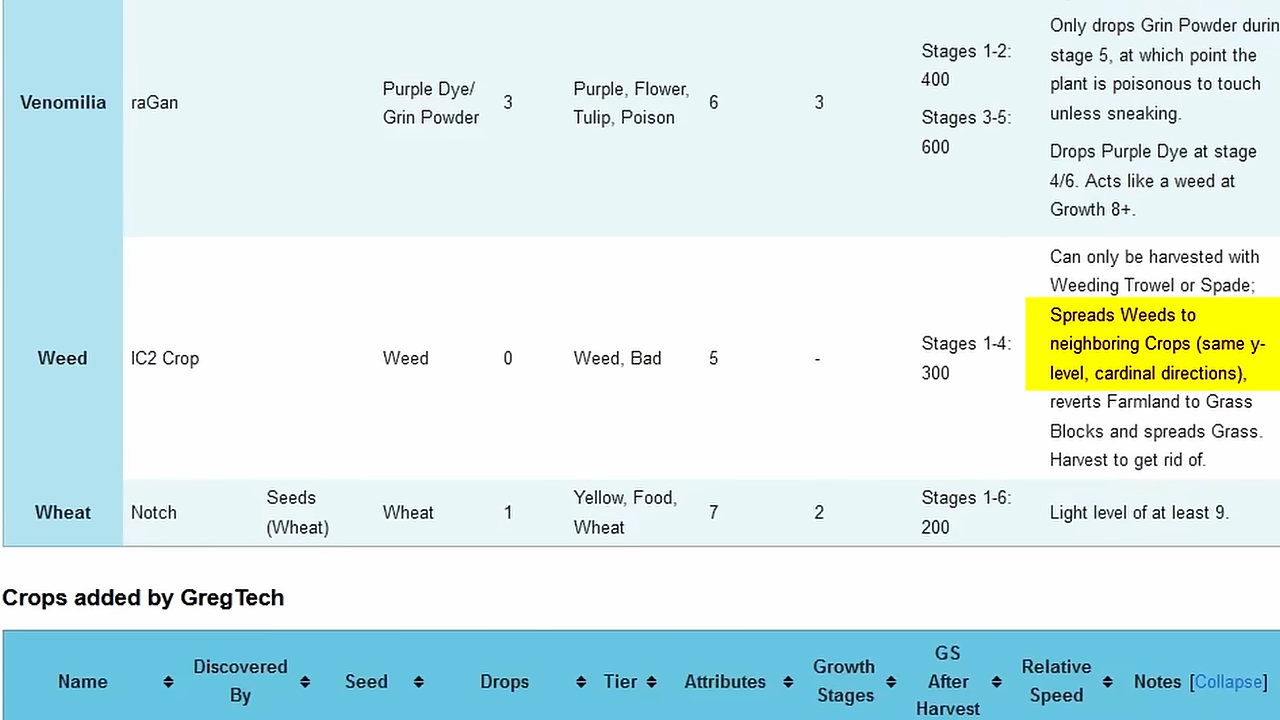 Only drops Grin Powder durin
stage 5, at which point the
plant is poisonous to touch
unless sneaking.
Drops Purple Dye at stage
4/6. Acts like a weed at
Growth 8+.
Venomilia
raGan
Purple Dye/
Grin Powder
3
Purple, Flower,
Tulip, Poison
6
3
Stages 1-2:
400
Stages 3-5:
600
Weed
IC2 Crop
Weed
0
Weed, Bad
5
-
Stages 1-4:
300
Can only be harvested with
Weeding Trowel or Spade;
Spreads Weeds to
neighboring Crops (same y-
level, cardinal directions),
reverts Farmland to Grass
Blocks and spreads Grass.
Harvest to get rid of.
Wheat
Notch
Seeds
(Wheat)
Wheat
1
Yellow, Food,
Wheat
7
2
Stages 1-6:
200
Light level of at least 9.
Crops added by GregTech
Name
Discovered
By
Seed
Drops
Tier
Attributes
Growth
Stages
GS
After
Harvest
Relative
Speed
Notes [Collapse]